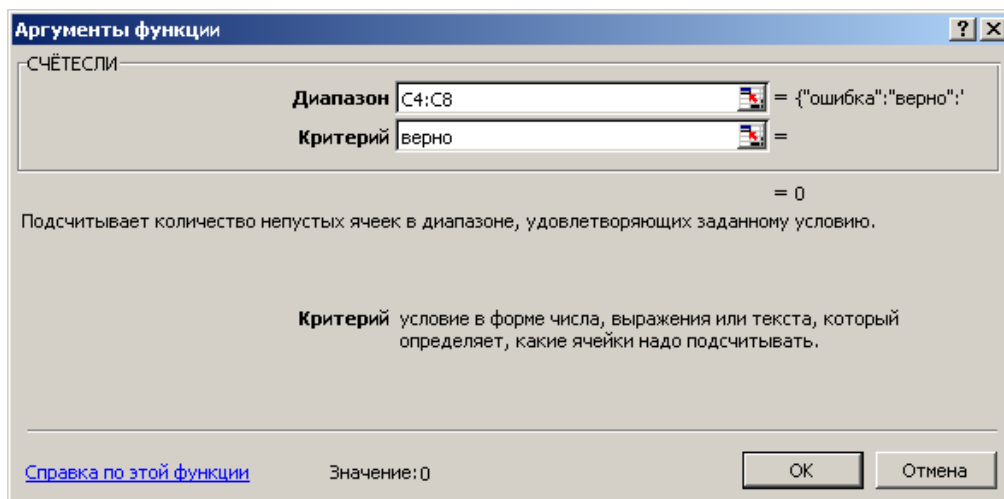 Аргументы функции
СЧЁТЕСЛИ
Диапазон C4:C8 = {"ошибка":"верно":'
Критерий верно =
= 0
Подсчитывает количество непустых ячеек в диапазоне, удовлетворяющих заданному условию.
Критерий условие в форме числа, выражения или текста, который
определяет, какие ячейки надо подсчитывать.
Справка по этой функции Значение:0 OK Отмена